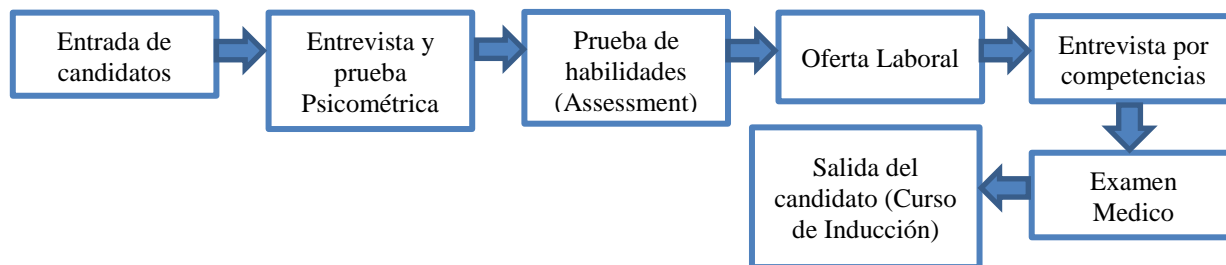 Entrada de
candidatos
Entrevista y
prueba
Psicométrica
Prueba de
habilidades
(Assessment)
Oferta Laboral
Entrevista por
competencias
Examen
Medico
Salida del
candidato (Curso
de Inducción)